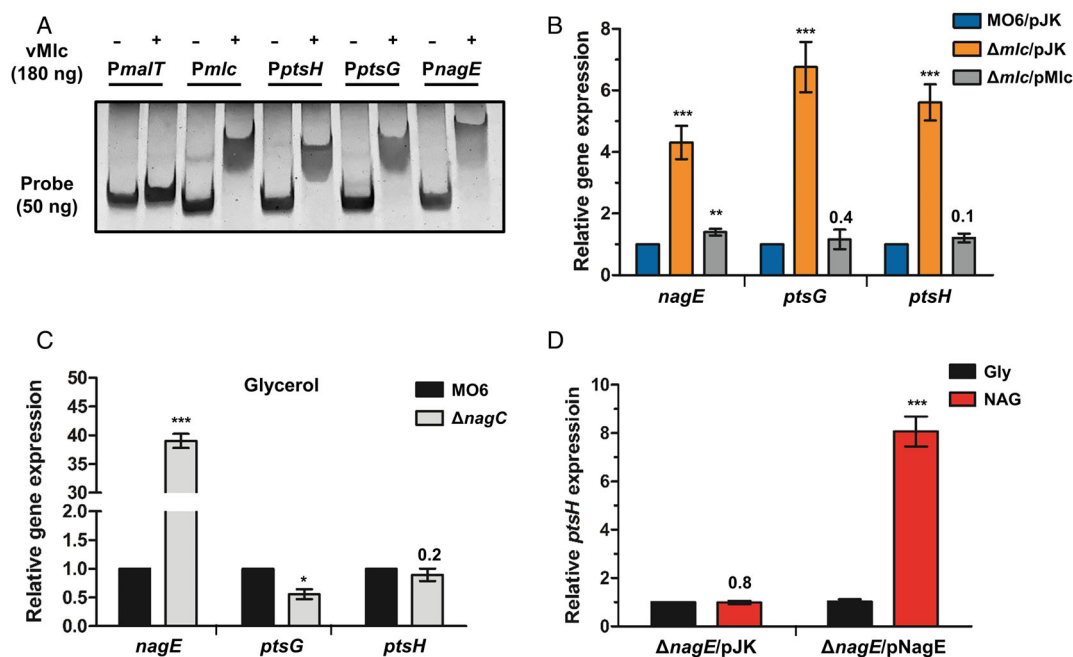 A
vMlc
(180 ng)
- + - + - + - + - +
PmalT Pmlc PptsH PptsG PnagE
Probe
(50 ng)
B
Relative gene expression
8
6
4
2
0
MO6/pJK
Δmlc/pJK
Δmlc/pMlc
***
**
***
0.4
***
0.1
nagE ptsG ptsH
C
Relative gene expression
Glycerol
MO6
ΔnagC
50
45
40
35
30
2.0
1.5
1.0
0.5
0.0
***
*
0.2
nagE ptsG ptsH
D
Relative ptsH expressioin
Gly
NAG
10
8
6
4
2
0
0.8
***
ΔnagE/pJK ΔnagE/pNagE